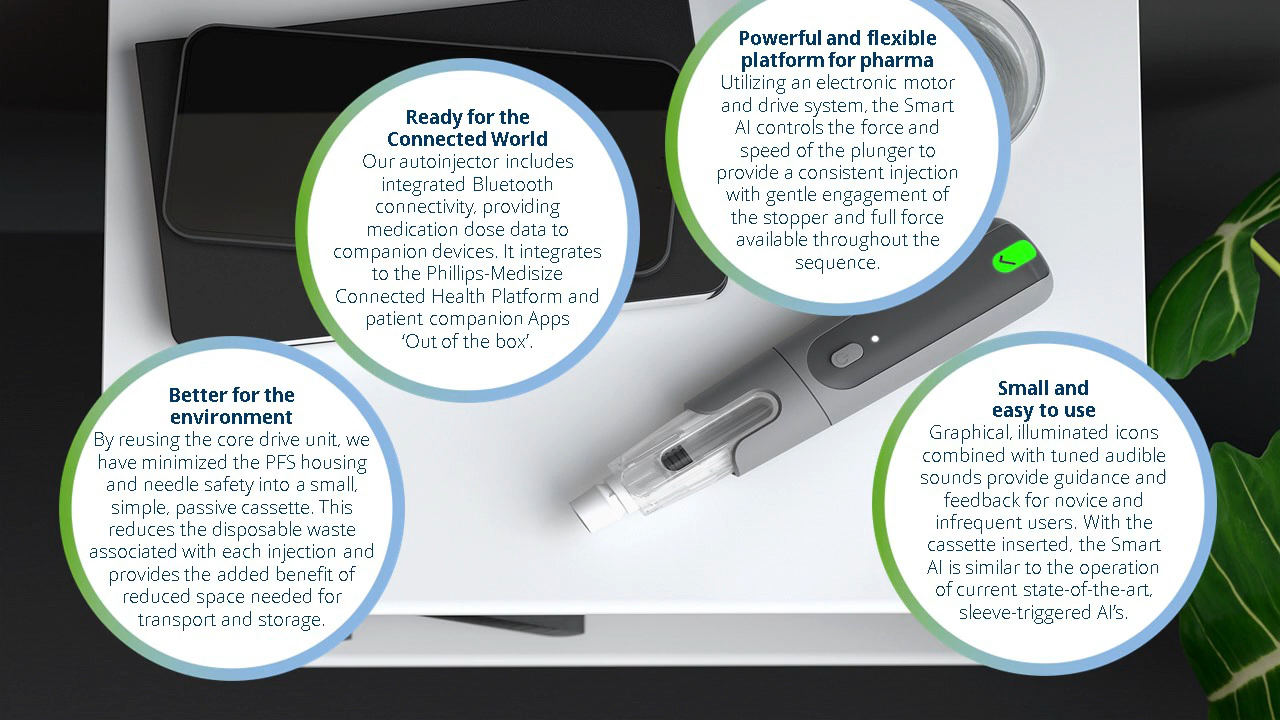 Powerful and flexible
platform for pharma
Utilizing an electronic motor
and drive system, the Smart
AI controls the force and
speed of the plunger to
provide a consistent injection
with gentle engagement of
the stopper and full force
available throughout the
sequence.
Ready for the
Connected World
Our autoinjector includes
integrated Bluetooth
connectivity, providing
medication dose data to
companion devices. It integrates
to the Phillips-Medisize
Connected Health Platform and
patient companion Apps
‘Out of the box’.
Better for the
environment
By reusing the core drive unit, we
have minimized the PFS housing
and needle safety into a small,
simple, passive cassette. This
reduces the disposable waste
associated with each injection and
provides the added benefit of
reduced space needed for
transport and storage.
Small and
easy to use
Graphical, illuminated icons
combined with tuned audible
sounds provide guidance and
feedback for novice and
infrequent users. With the
cassette inserted, the Smart
AI is similar to the operation
of current state-of-the-art,
sleeve-triggered AI’s.